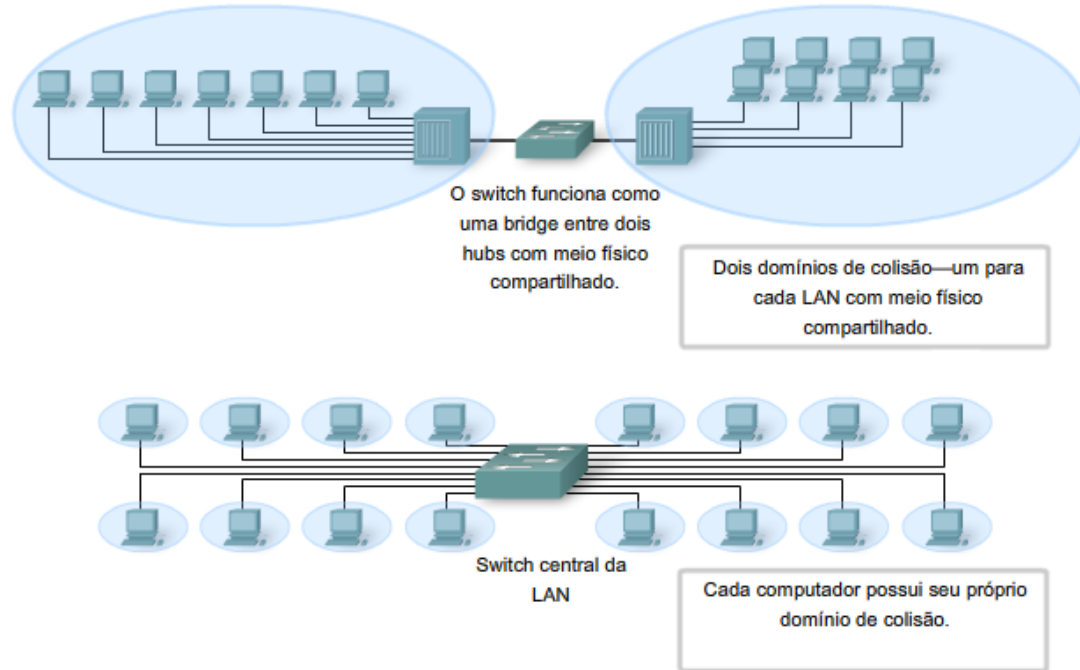 O switch funciona como
uma bridge entre dois
hubs com meio físico
compartilhado.
Dois domínios de colisão—um para
cada LAN com meio físico
compartilhado.
Switch central da
LAN
Cada computador possui seu próprio
domínio de colisão.